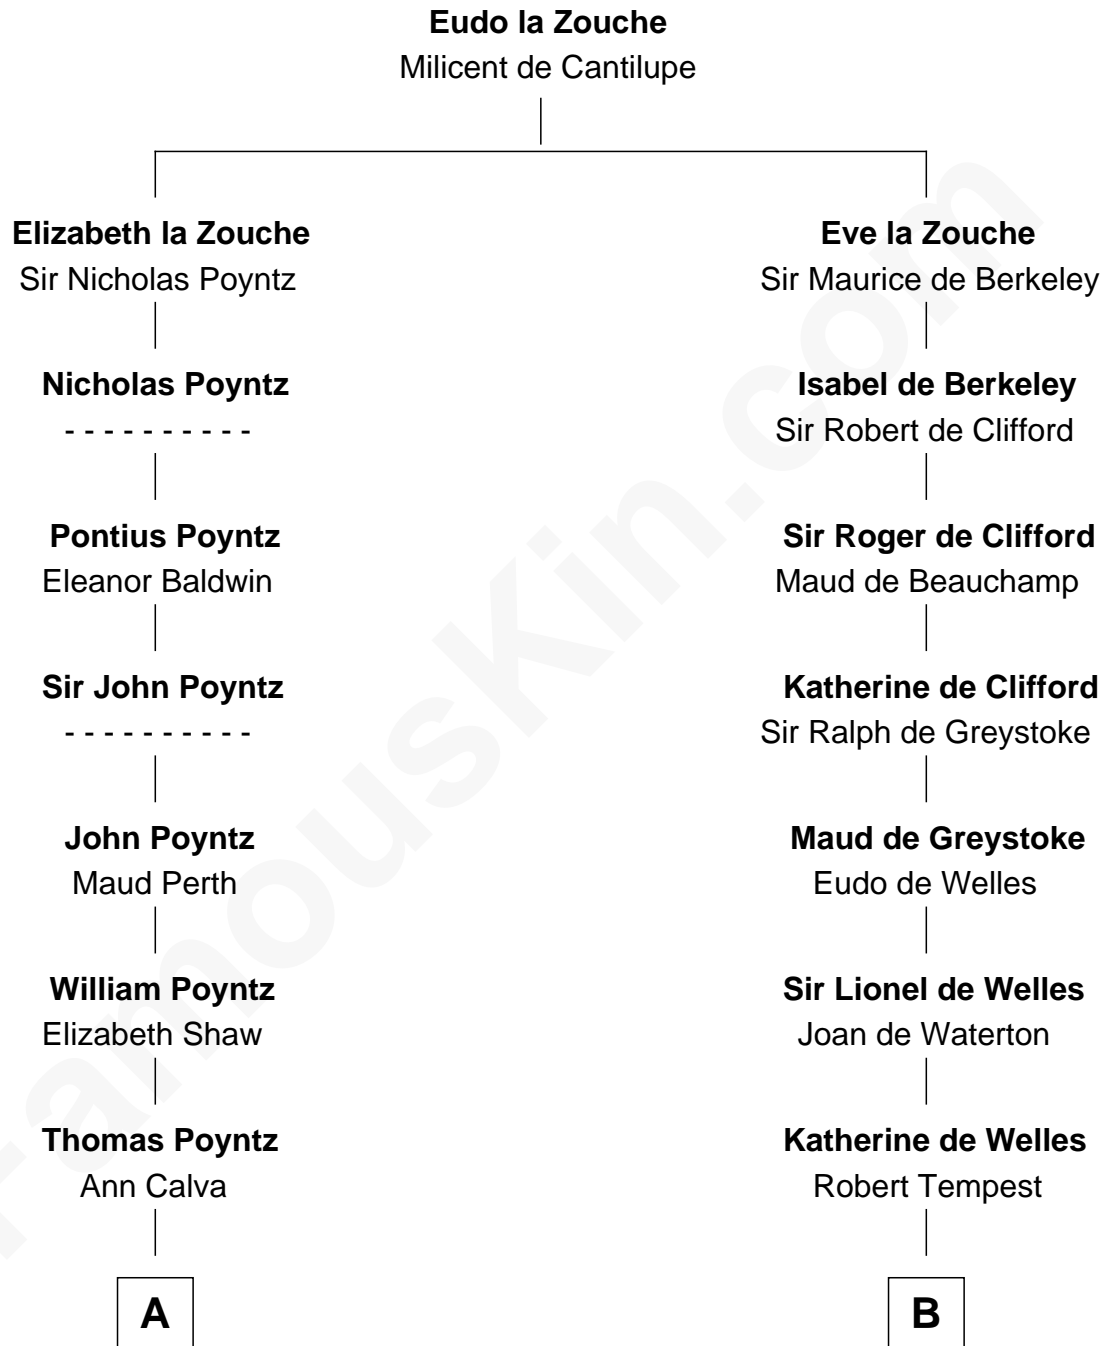 Eudo la Zouche
Milicent de Cantilupe
Elizabeth la Zouche
Sir Nicholas Poyntz
Eve la Zouche
Sir Maurice de Berkeley
Nicholas Poyntz
- - - - - - - - - -
Isabel de Berkeley
Sir Robert de Clifford
Pontius Poyntz
Eleanor Baldwin
Sir Roger de Clifford
Maud de Beauchamp
Sir John Poyntz
- - - - - - - - - -
Katherine de Clifford
Sir Ralph de Greystoke
John Poyntz
Maud Perth
Maud de Greystoke
Eudo de Welles
William Poyntz
Elizabeth Shaw
Sir Lionel de Welles
Joan de Waterton
Thomas Poyntz
Ann Calva
Katherine de Welles
Robert Tempest
A
B
FamousKin.com